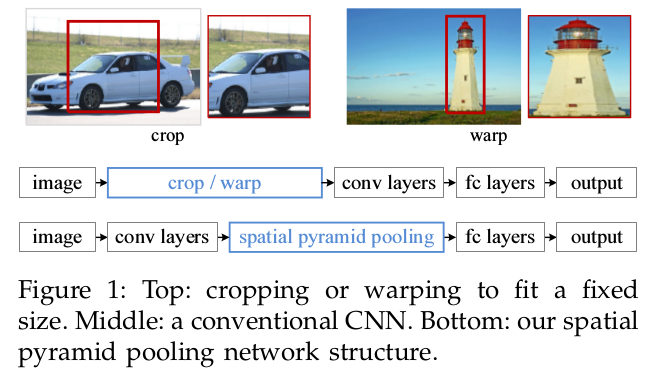 crop
warp
image crop / warp conv layers fc layers output
image conv layers spatial pyramid pooling fc layers output
Figure 1: Top: cropping or warping to fit a fixed
size. Middle: a conventional CNN. Bottom: our spatial
pyramid pooling network structure.